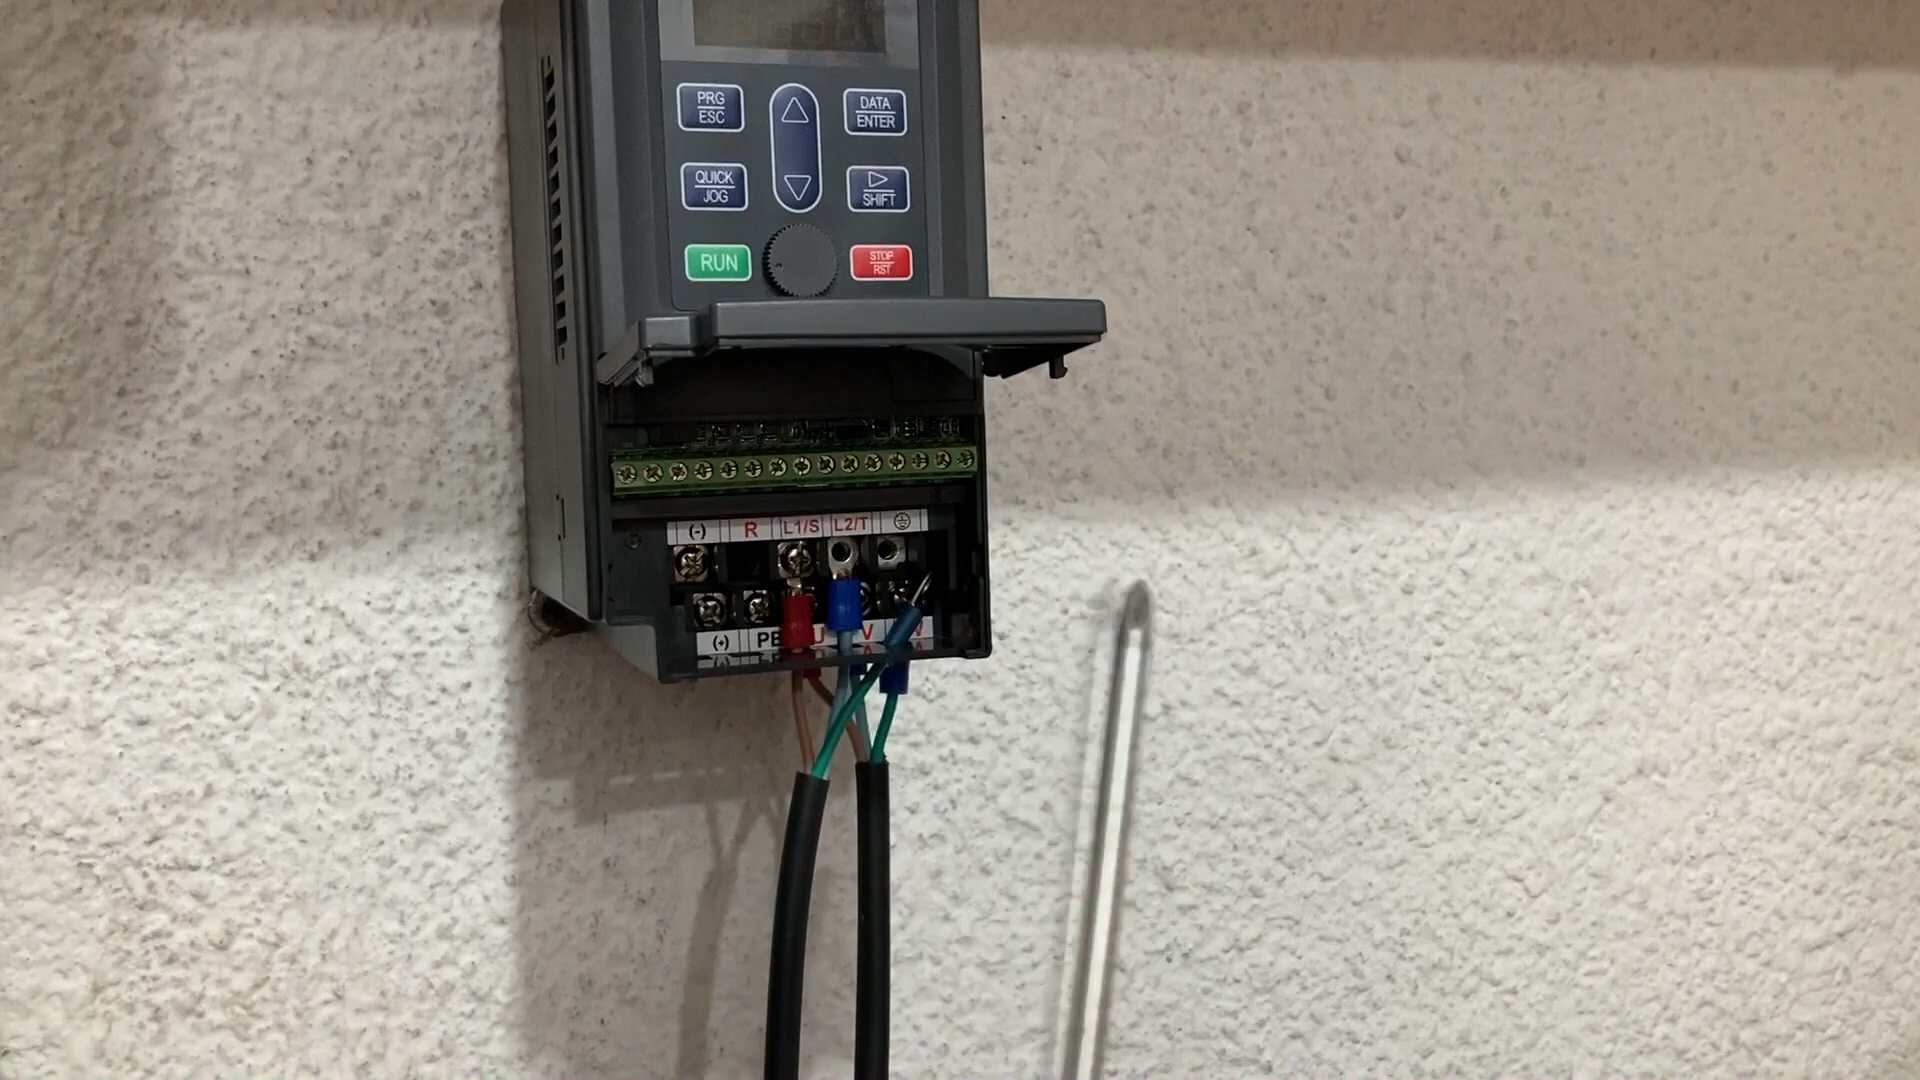 PRG
ESC
DATA
ENTER
QUICK
JOG
SHIFT
RUN
STOP
RST
(-) R L1/S L2/T
(+) PB U V W